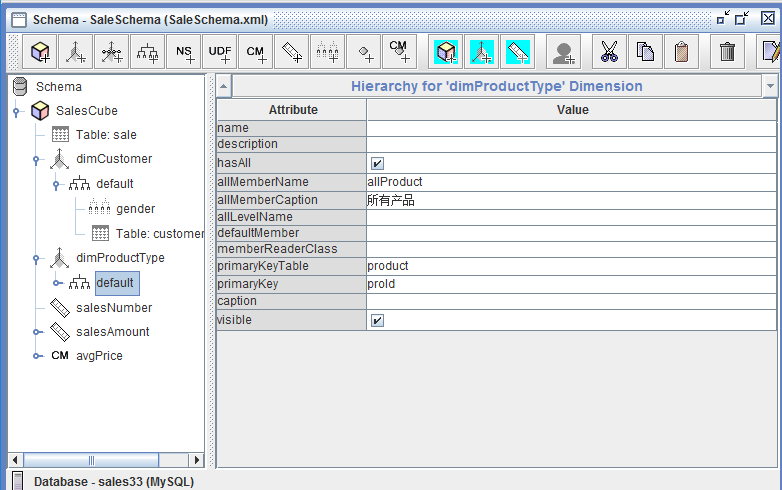 Schema - SaleSchema (SaleSchema.xml)
NS UDF CM CM
Schema
SalesCube
Table: sale
dimCustomer
default
gender
Table: customer
dimProductType
default
salesNumber
salesAmount
CM avgPrice
Hierarchy for 'dimProductType' Dimension
Attribute Value
name
description
hasAll
allMemberName allProduct
allMemberCaption 所有产品
allLevelName
defaultMember
memberReaderClass
primaryKeyTable product
primaryKey proId
caption
visible
Database - sales33 (MySQL)